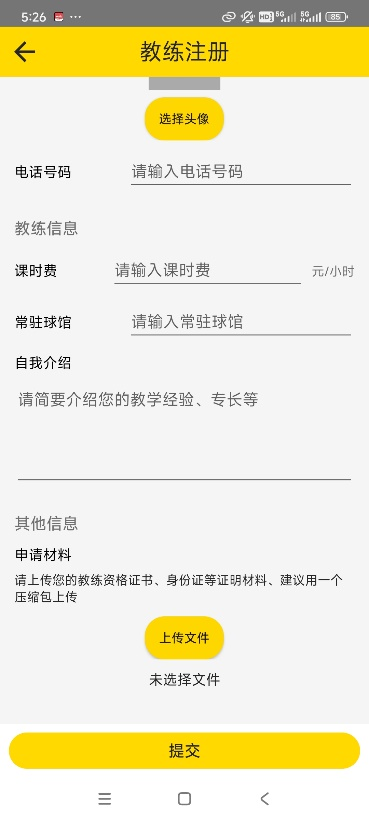 5:26 HD 5G 5G 85
教练注册
选择头像
电话号码 请输入电话号码
教练信息
课时费 请输入课时费 元/小时
常驻球馆 请输入常驻球馆
自我介绍
请简要介绍您的教学经验、专长等
其他信息
申请材料
请上传您的教练资格证书、身份证等证明材料、建议用一个
压缩包上传
上传文件
未选择文件
提交